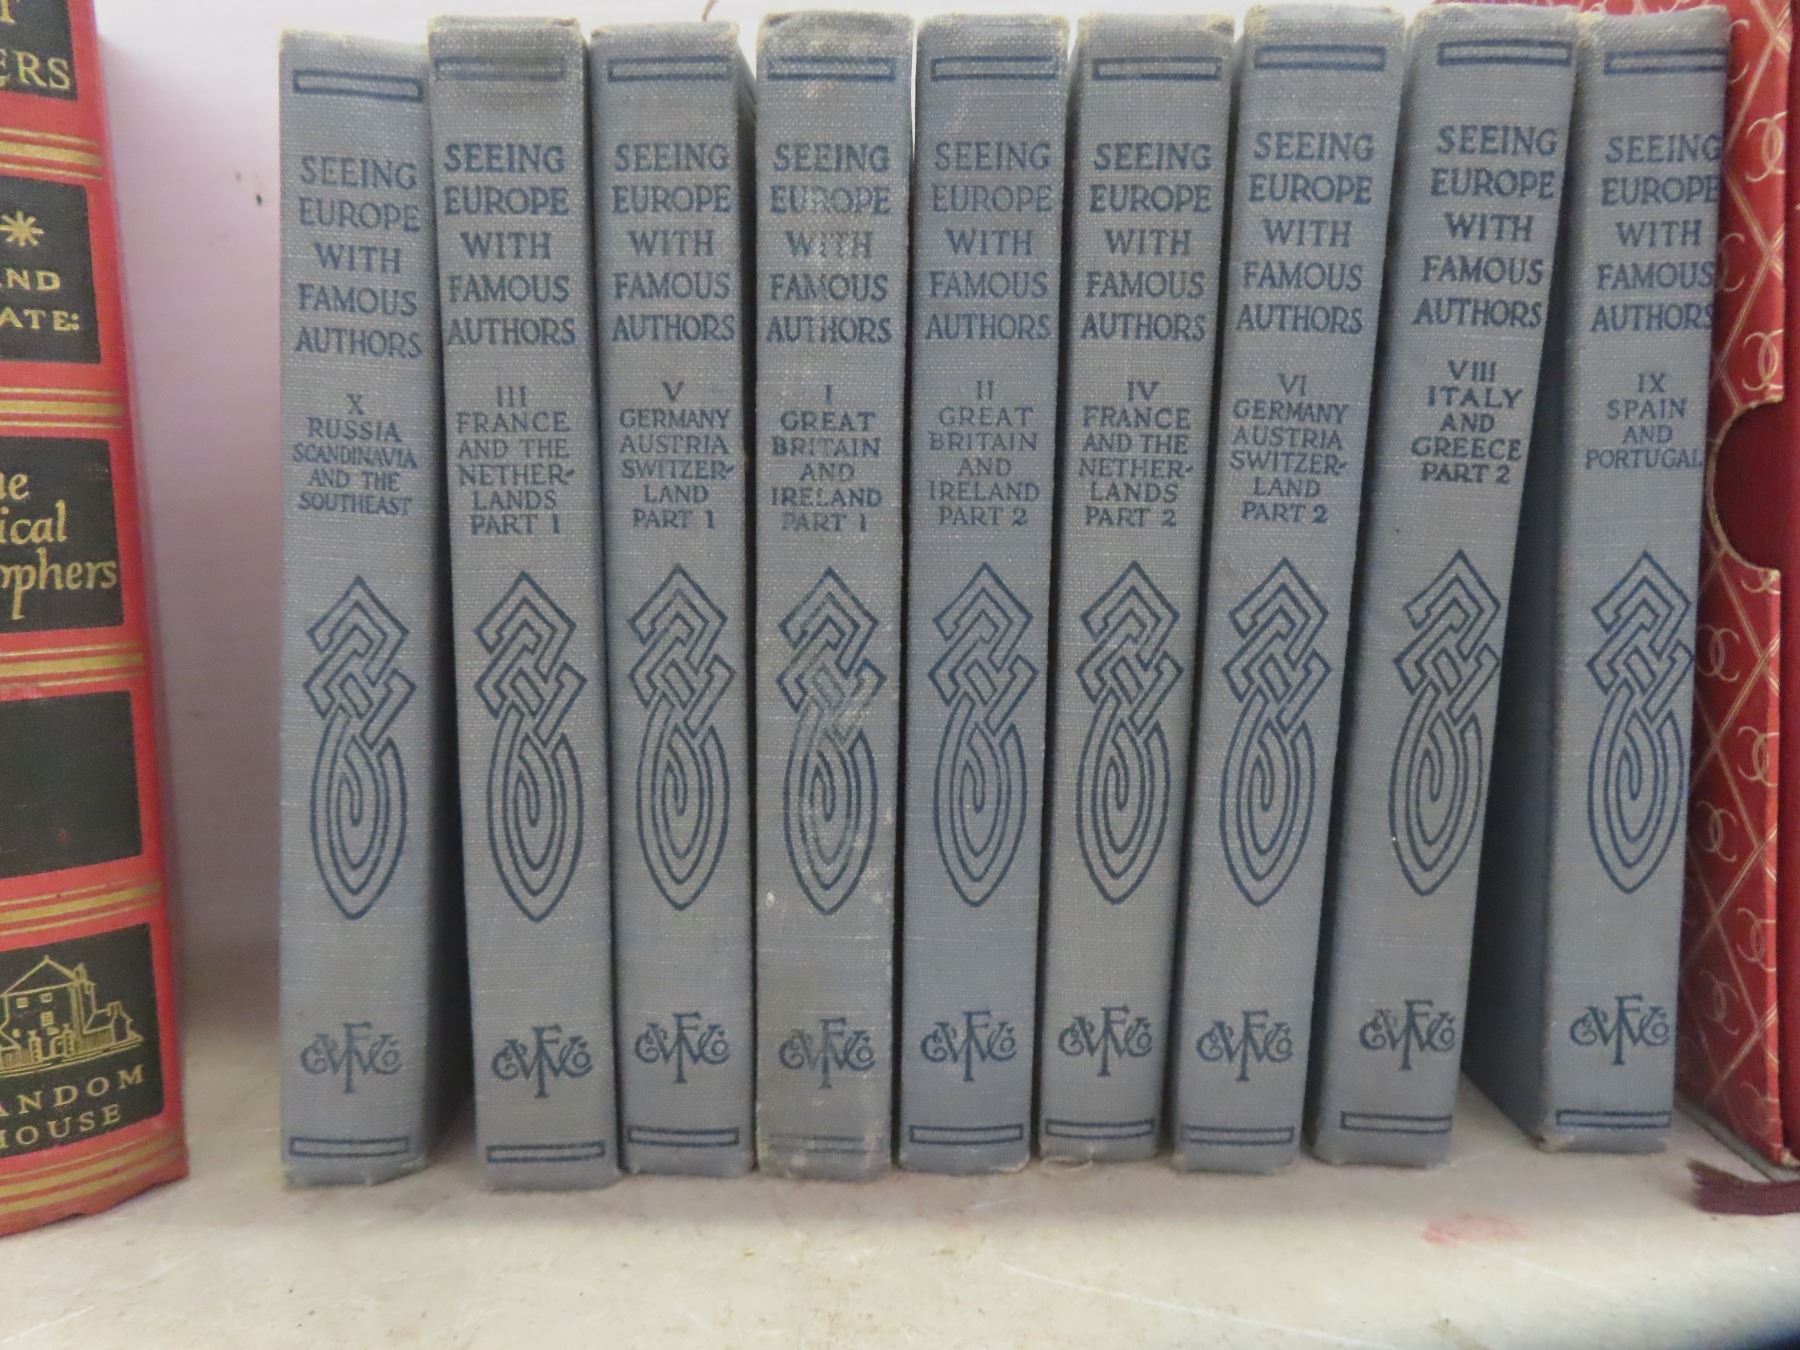 ERS
AND
ATE:
ophers
RANDOM
HOUSE
SEEING
EUROPE
WITH
FAMOUS
AUTHORS
X
RUSSIA
SCANDINAVIA
AND THE
SOUTHEAST
SEEING
EUROPE
WITH
FAMOUS
AUTHORS
III
FRANCE
AND THE
NETHER-
LANDS
PART 1
SEEING
EUROPE
WITH
FAMOUS
AUTHORS
V
GERMANY
AUSTRIA
SWITZER-
LAND
PART 1
SEEING
EUROPE
WITH
FAMOUS
AUTHORS
I
GREAT
BRITAIN
AND
IRELAND
PART 1
SEEING
EUROPE
WITH
FAMOUS
AUTHORS
II
GREAT
BRITAIN
AND
IRELAND
PART 2
SEEING
EUROPE
WITH
FAMOUS
AUTHORS
IV
FRANCE
AND THE
NETHER-
LANDS
PART 2
SEEING
EUROPE
WITH
FAMOUS
AUTHORS
VI
GERMANY
AUSTRIA
SWITZER-
LAND
PART 2
SEEING
EUROPE
WITH
FAMOUS
AUTHORS
VIII
ITALY
AND
GREECE
PART 2
SEEING
EUROPE
WITH
FAMOUS
AUTHORS
IX
SPAIN
AND
PORTUGAL